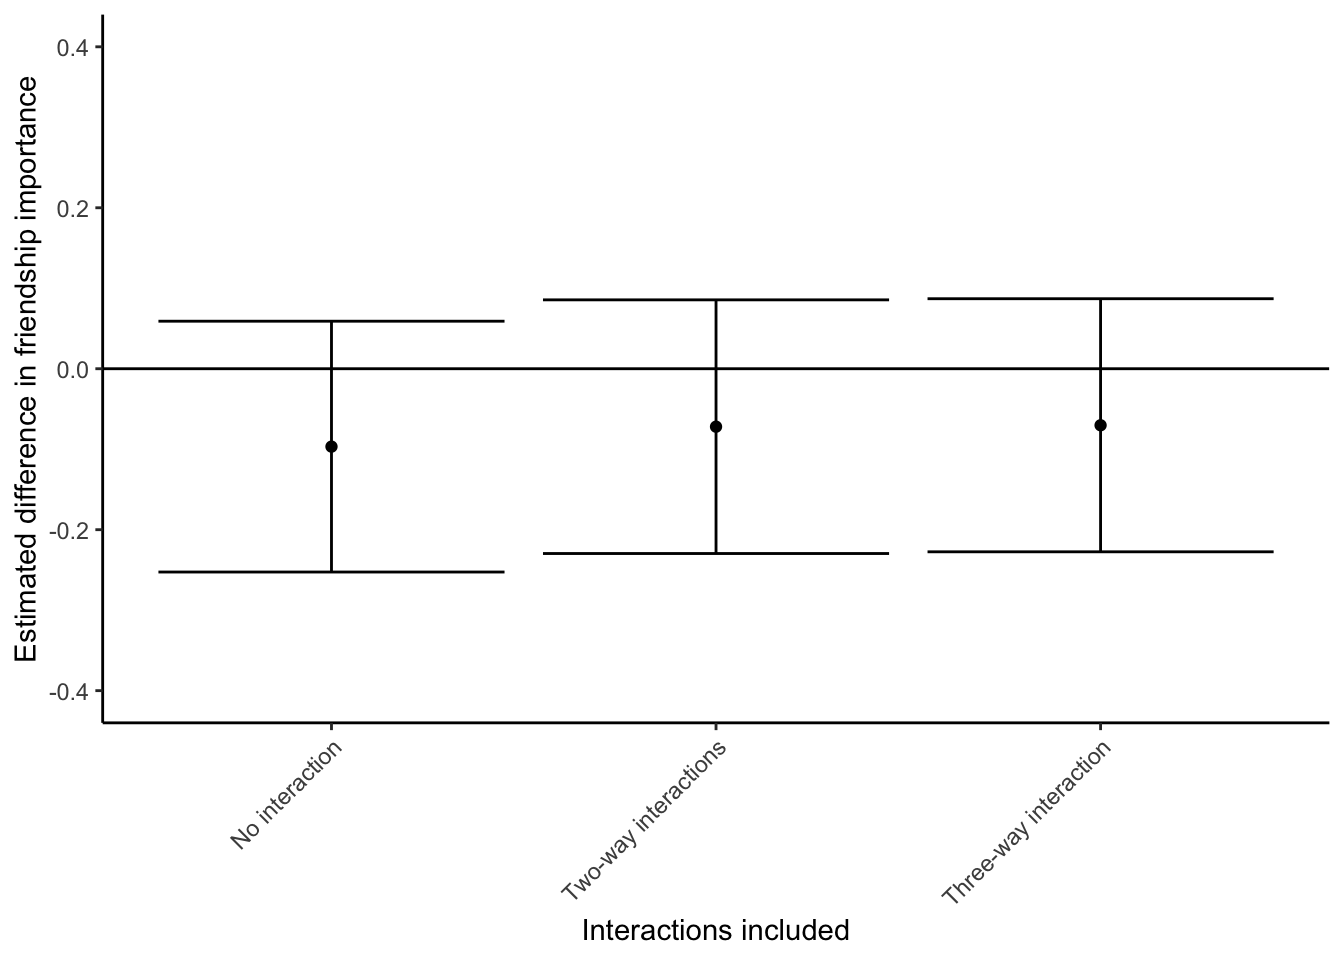 Estimated difference in friendship importance
0.4
0.2
0.0
-0.2
-0.4
No interaction
Two-way interactions
Three-way interaction
Interactions included